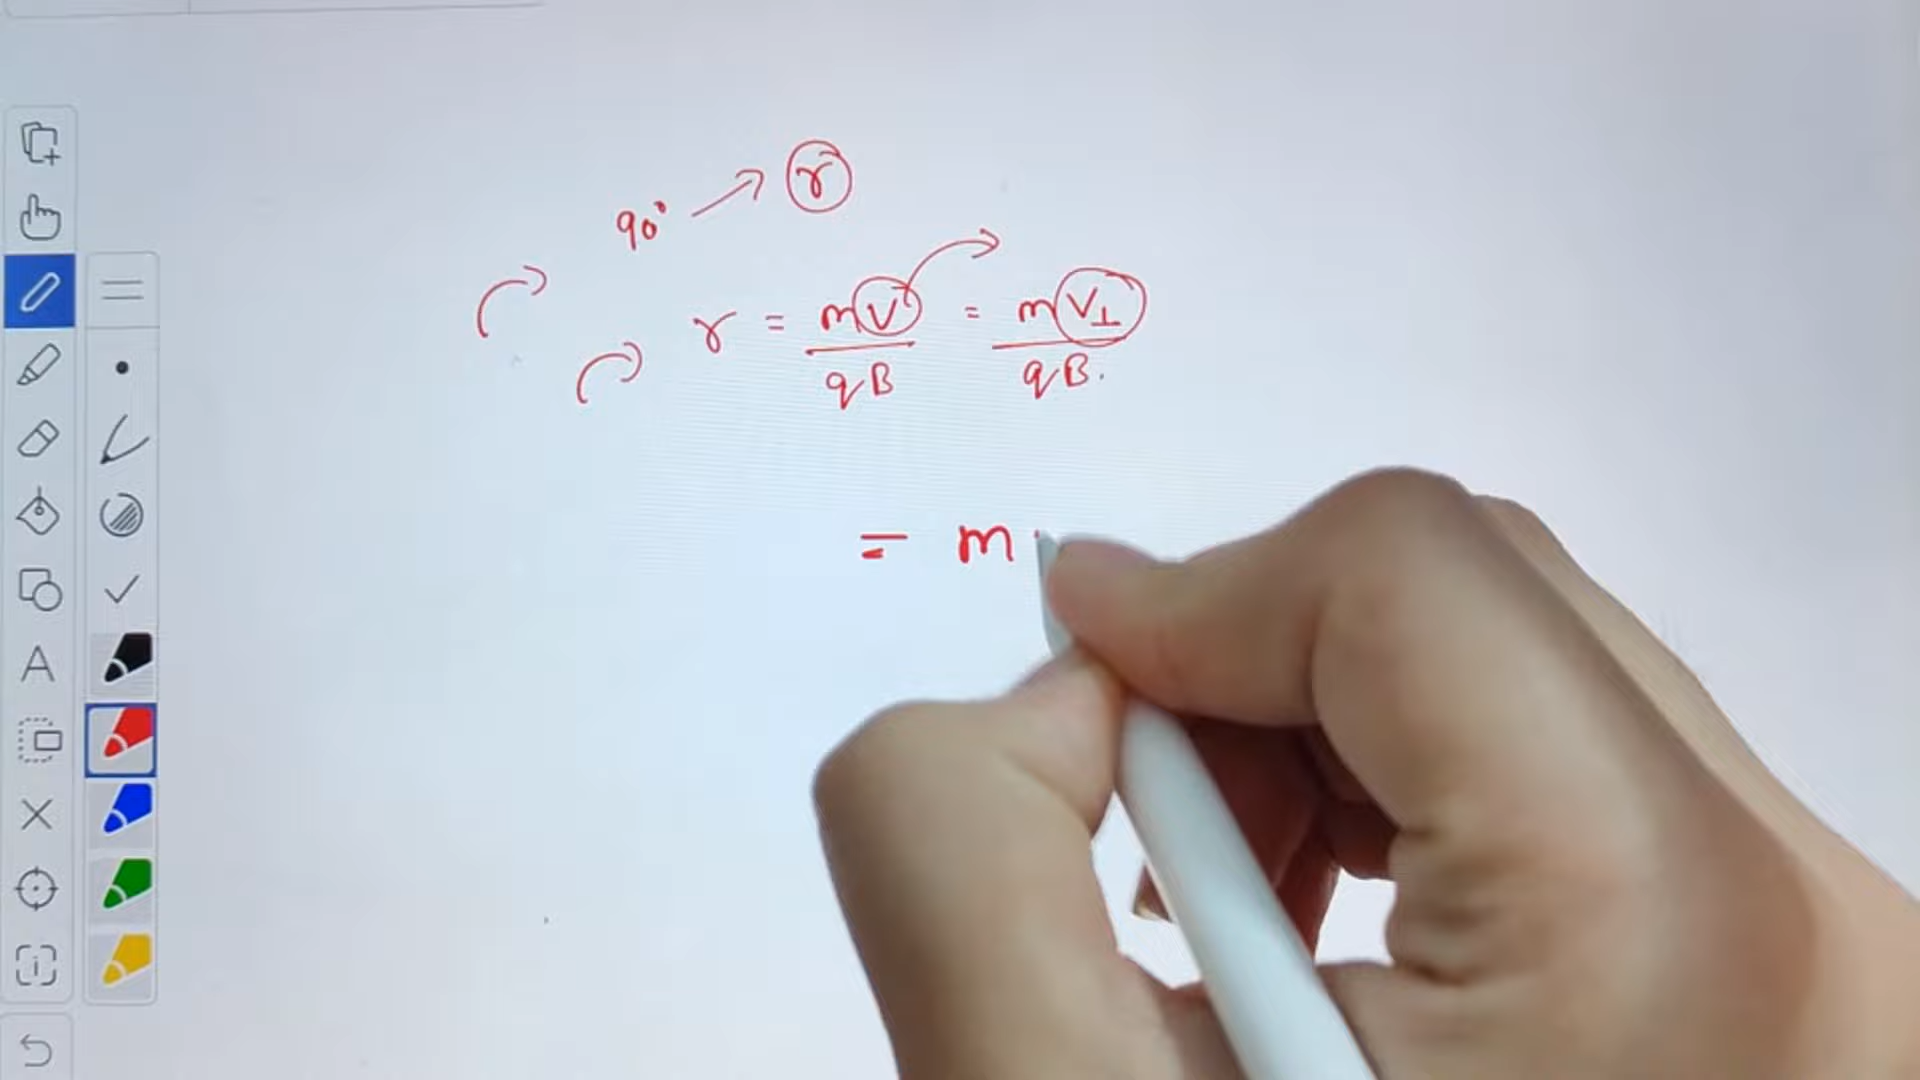 90° → r
r = mv/qB = mv⊥/qB.
= m
A